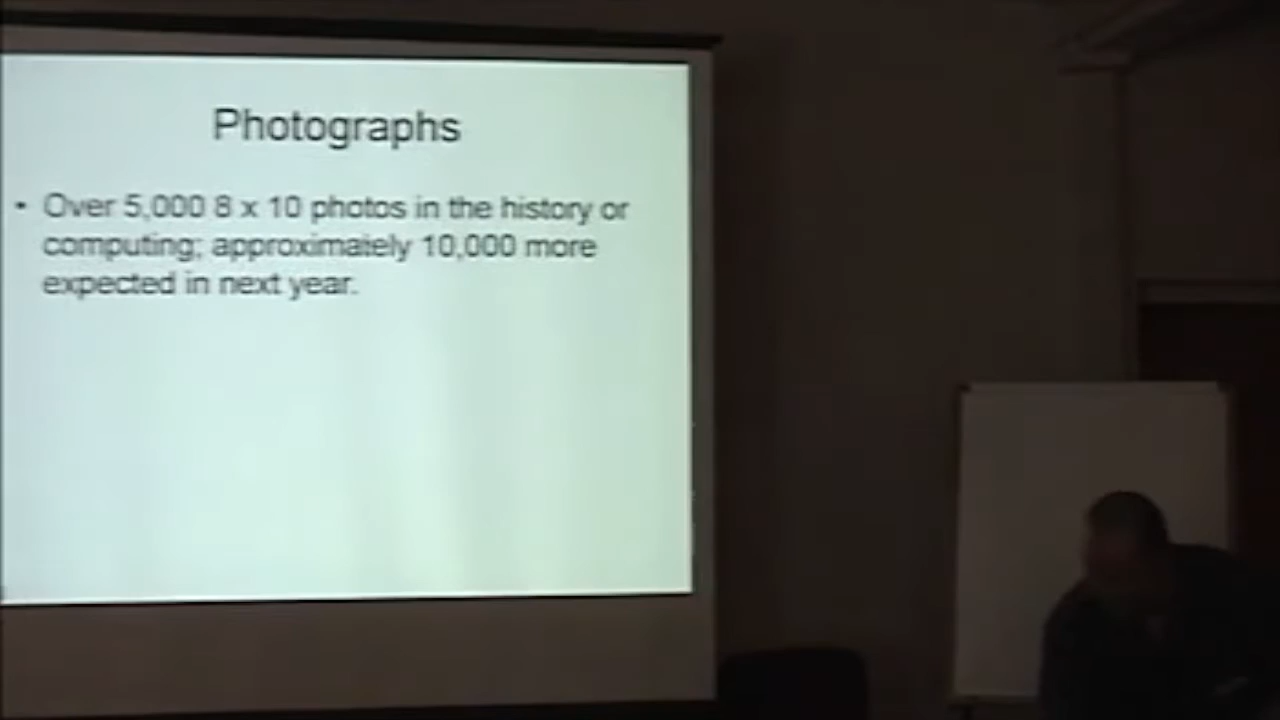 Photographs
• Over 5,000 8 x 10 photos in the history or
computing; approximately 10,000 more
expected in next year.